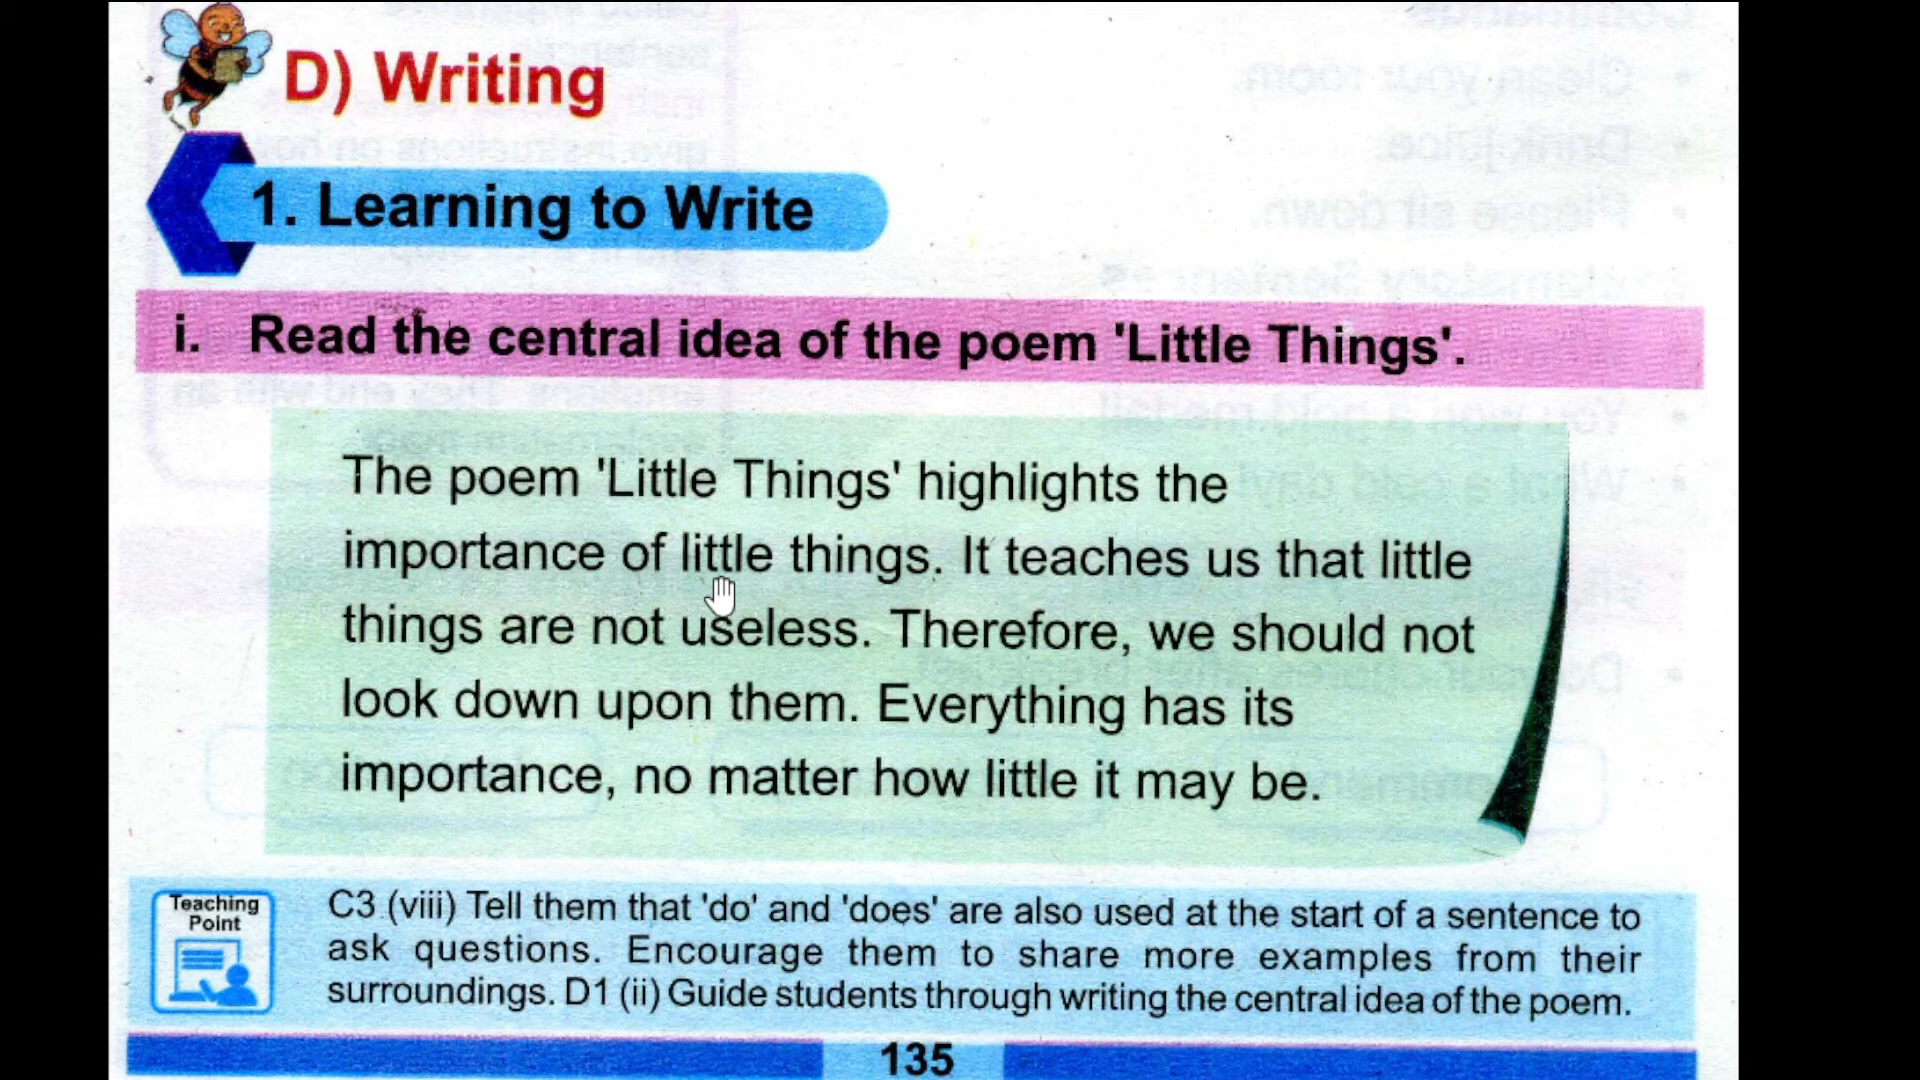 D) Writing
1. Learning to Write
i. Read the central idea of the poem 'Little Things'.
The poem 'Little Things' highlights the
importance of little things. It teaches us that little
things are not useless. Therefore, we should not
look down upon them. Everything has its
importance, no matter how little it may be.
Teaching
Point
C3 (viii) Tell them that 'do' and 'does' are also used at the start of a sentence to
ask questions. Encourage them to share more examples from their
surroundings. D1 (ii) Guide students through writing the central idea of the poem.
135